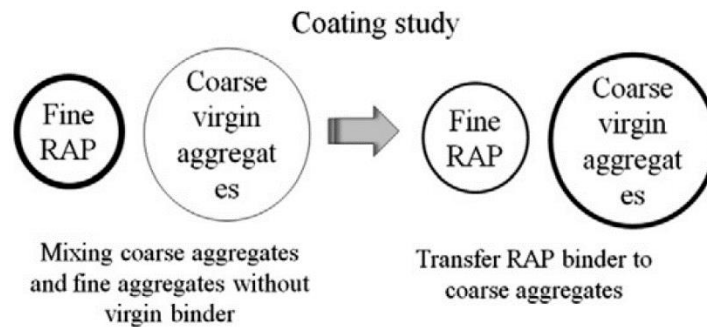 Coating study
Fine
RAP
Coarse
virgin
aggregat
es
Fine
RAP
Coarse
virgin
aggregat
es
Mixing coarse aggregates
and fine aggregates without
virgin binder
Transfer RAP binder to
coarse aggregates